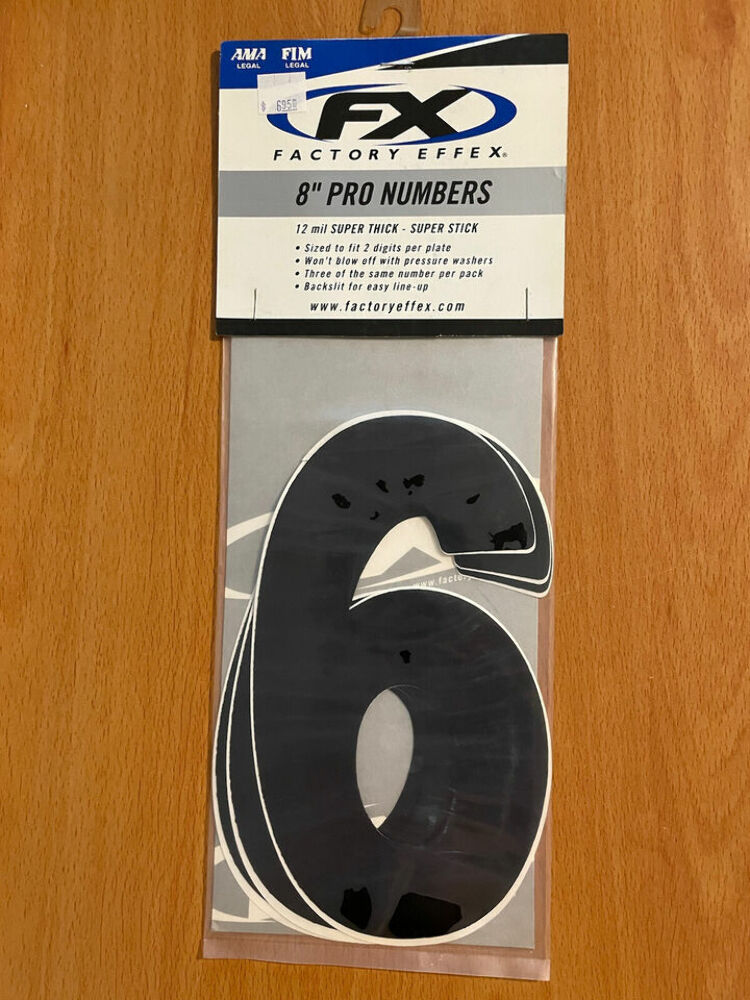 AMA FIM
LEGAL LEGAL
$ 6950
FX
FACTORY EFFEX®
8" PRO NUMBERS
12 mil SUPER THICK - SUPER STICK
• Sized to fit 2 digits per plate
• Won't blow off with pressure washers
• Three of the same number per pack
• Backslit for easy line-up
www.factoryeffex.com
6
www.factory